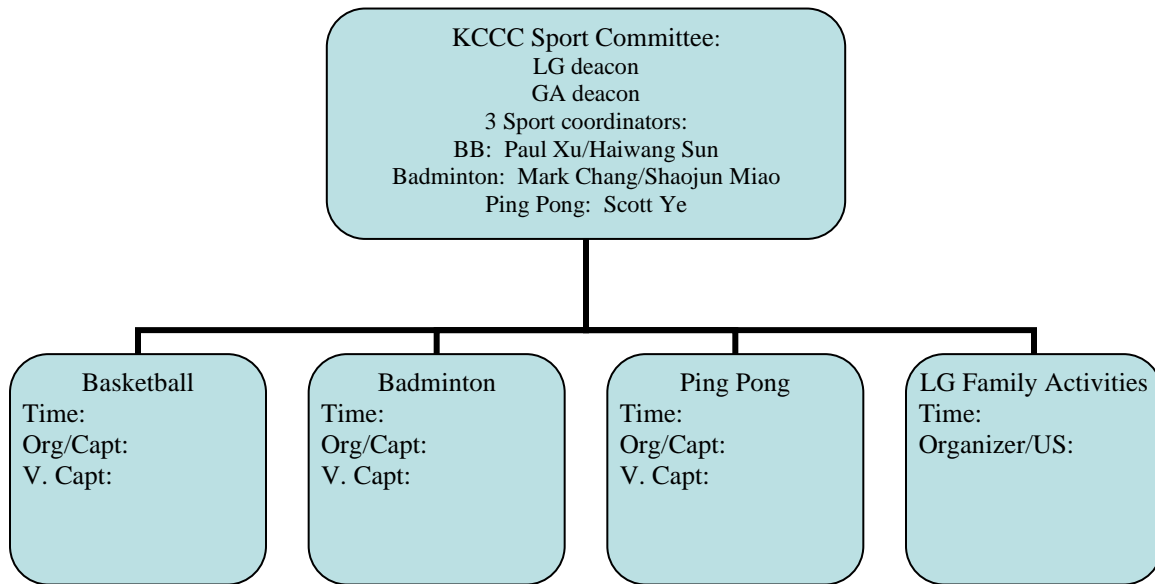 KCCC Sport Committee:
LG deacon
GA deacon
3 Sport coordinators:
BB:  Paul Xu/Haiwang Sun
Badminton:  Mark Chang/Shaojun Miao
Ping Pong:  Scott Ye
Basketball
Time:
Org/Capt:
V. Capt:
Badminton
Time:
Org/Capt:
V. Capt:
Ping Pong
Time:
Org/Capt:
V. Capt:
LG Family Activities
Time:
Organizer/US: